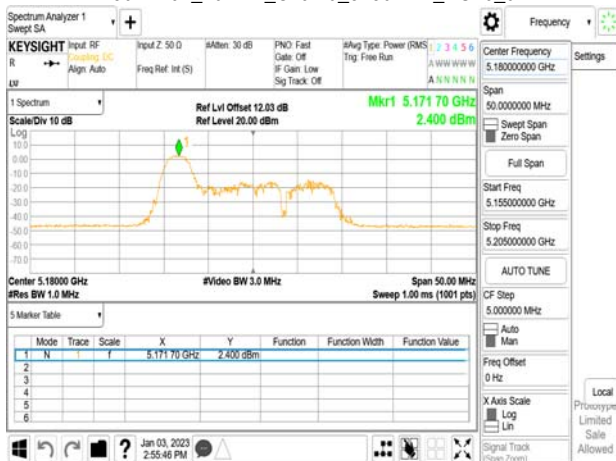 Spectrum Analyzer 1
Swept SA
Frequency
Settings
KEYSIGHT
R
Input: RF
Coupling: DC
Align: Auto
Input Z: 50 Ω
Freq Ref: Int (S)
#Atten: 30 dB
PNO: Fast
Gate: Off
IF Gain: Low
Sig Track: Off
#Avg Type: Power (RMS
Trig: Free Run
1 2 3 4 5 6
A W W W W W
A N N N N N
1 Spectrum
Scale/Div 10 dB
Ref Lvl Offset 12.03 dB
Ref Level 20.00 dBm
Mkr1 5.171 70 GHz
2.400 dBm
Log
1
10.0
0.00
-10.0
-20.0
-30.0
-40.0
-50.0
-60.0
-70.0
Center 5.18000 GHz
#Res BW 1.0 MHz
#Video BW 3.0 MHz
Span 50.00 MHz
Sweep 1.00 ms (1001 pts)
5 Marker Table
Mode Trace Scale X Y Function Function Width Function Value
1 N 1 f 5.171 70 GHz 2.400 dBm
2
3
4
5
6
Jan 03, 2023
2:55:46 PM
Center Frequency
5.180000000 GHz
Span
50.0000000 MHz
Swept Span
Zero Span
Full Span
Start Freq
5.155000000 GHz
Stop Freq
5.205000000 GHz
AUTO TUNE
CF Step
5.000000 MHz
Auto
Man
Freq Offset
0 Hz
X Axis Scale
Log
Lin
Signal Track
(Span Zoom)
Local
Prototype
Limited
Sale
Allowed